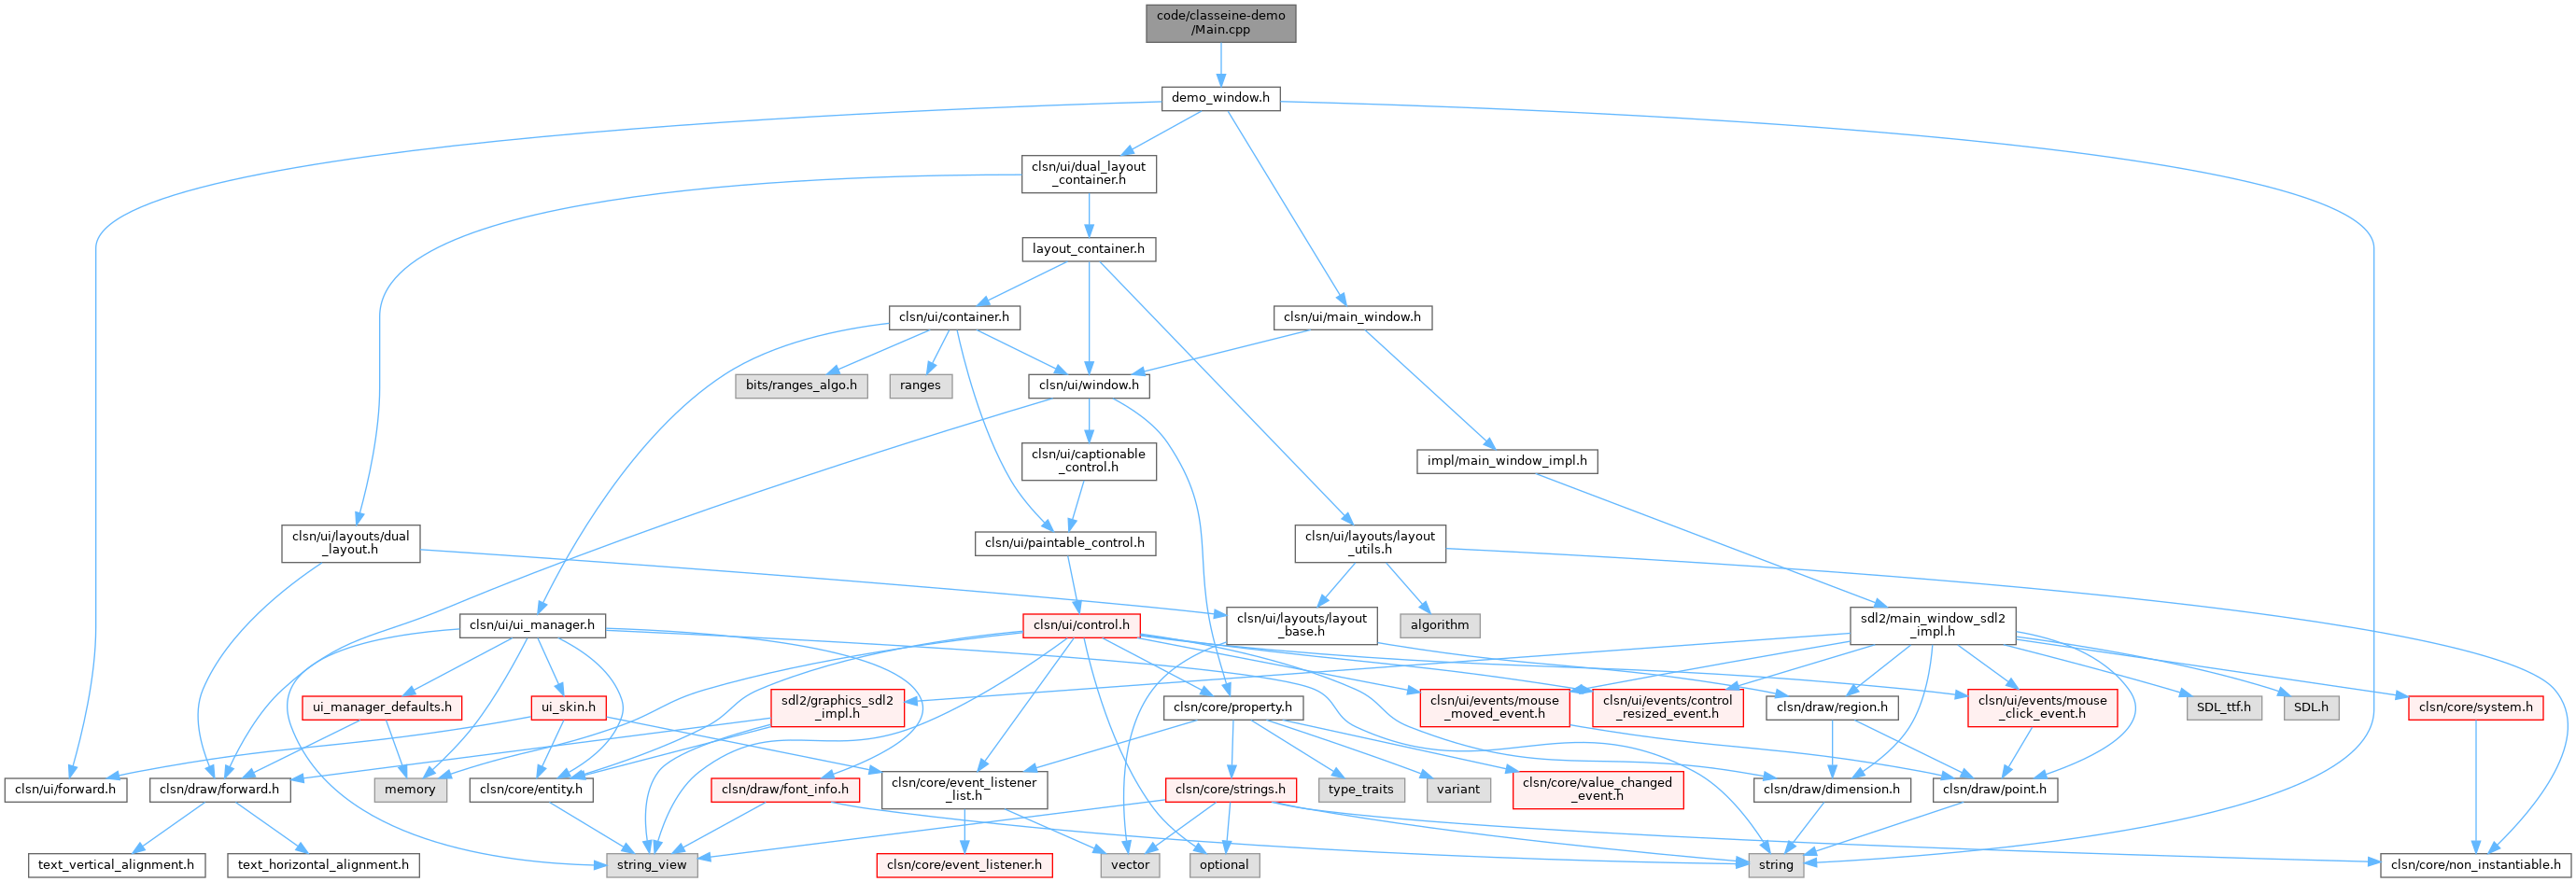 code/classeine-demo
/Main.cpp
demo_window.h
clsn/ui/dual_layout
_container.h
layout_container.h
clsn/ui/container.h
clsn/ui/main_window.h
bits/ranges_algo.h
ranges
clsn/ui/window.h
clsn/ui/captionable
_control.h
impl/main_window_impl.h
clsn/ui/layouts/dual
_layout.h
clsn/ui/paintable_control.h
clsn/ui/layouts/layout
_utils.h
clsn/ui/ui_manager.h
clsn/ui/control.h
clsn/ui/layouts/layout
_base.h
algorithm
sdl2/main_window_sdl2
_impl.h
ui_manager_defaults.h
ui_skin.h
sdl2/graphics_sdl2
_impl.h
clsn/core/property.h
clsn/ui/events/mouse
_moved_event.h
clsn/ui/events/control
_resized_event.h
clsn/draw/region.h
clsn/ui/events/mouse
_click_event.h
SDL_ttf.h
SDL.h
clsn/core/system.h
clsn/ui/forward.h
clsn/draw/forward.h
memory
clsn/core/entity.h
clsn/draw/font_info.h
clsn/core/event_listener
_list.h
clsn/core/strings.h
type_traits
variant
clsn/core/value_changed
_event.h
clsn/draw/dimension.h
clsn/draw/point.h
text_vertical_alignment.h
text_horizontal_alignment.h
string_view
clsn/core/event_listener.h
vector
optional
string
clsn/core/non_instantiable.h